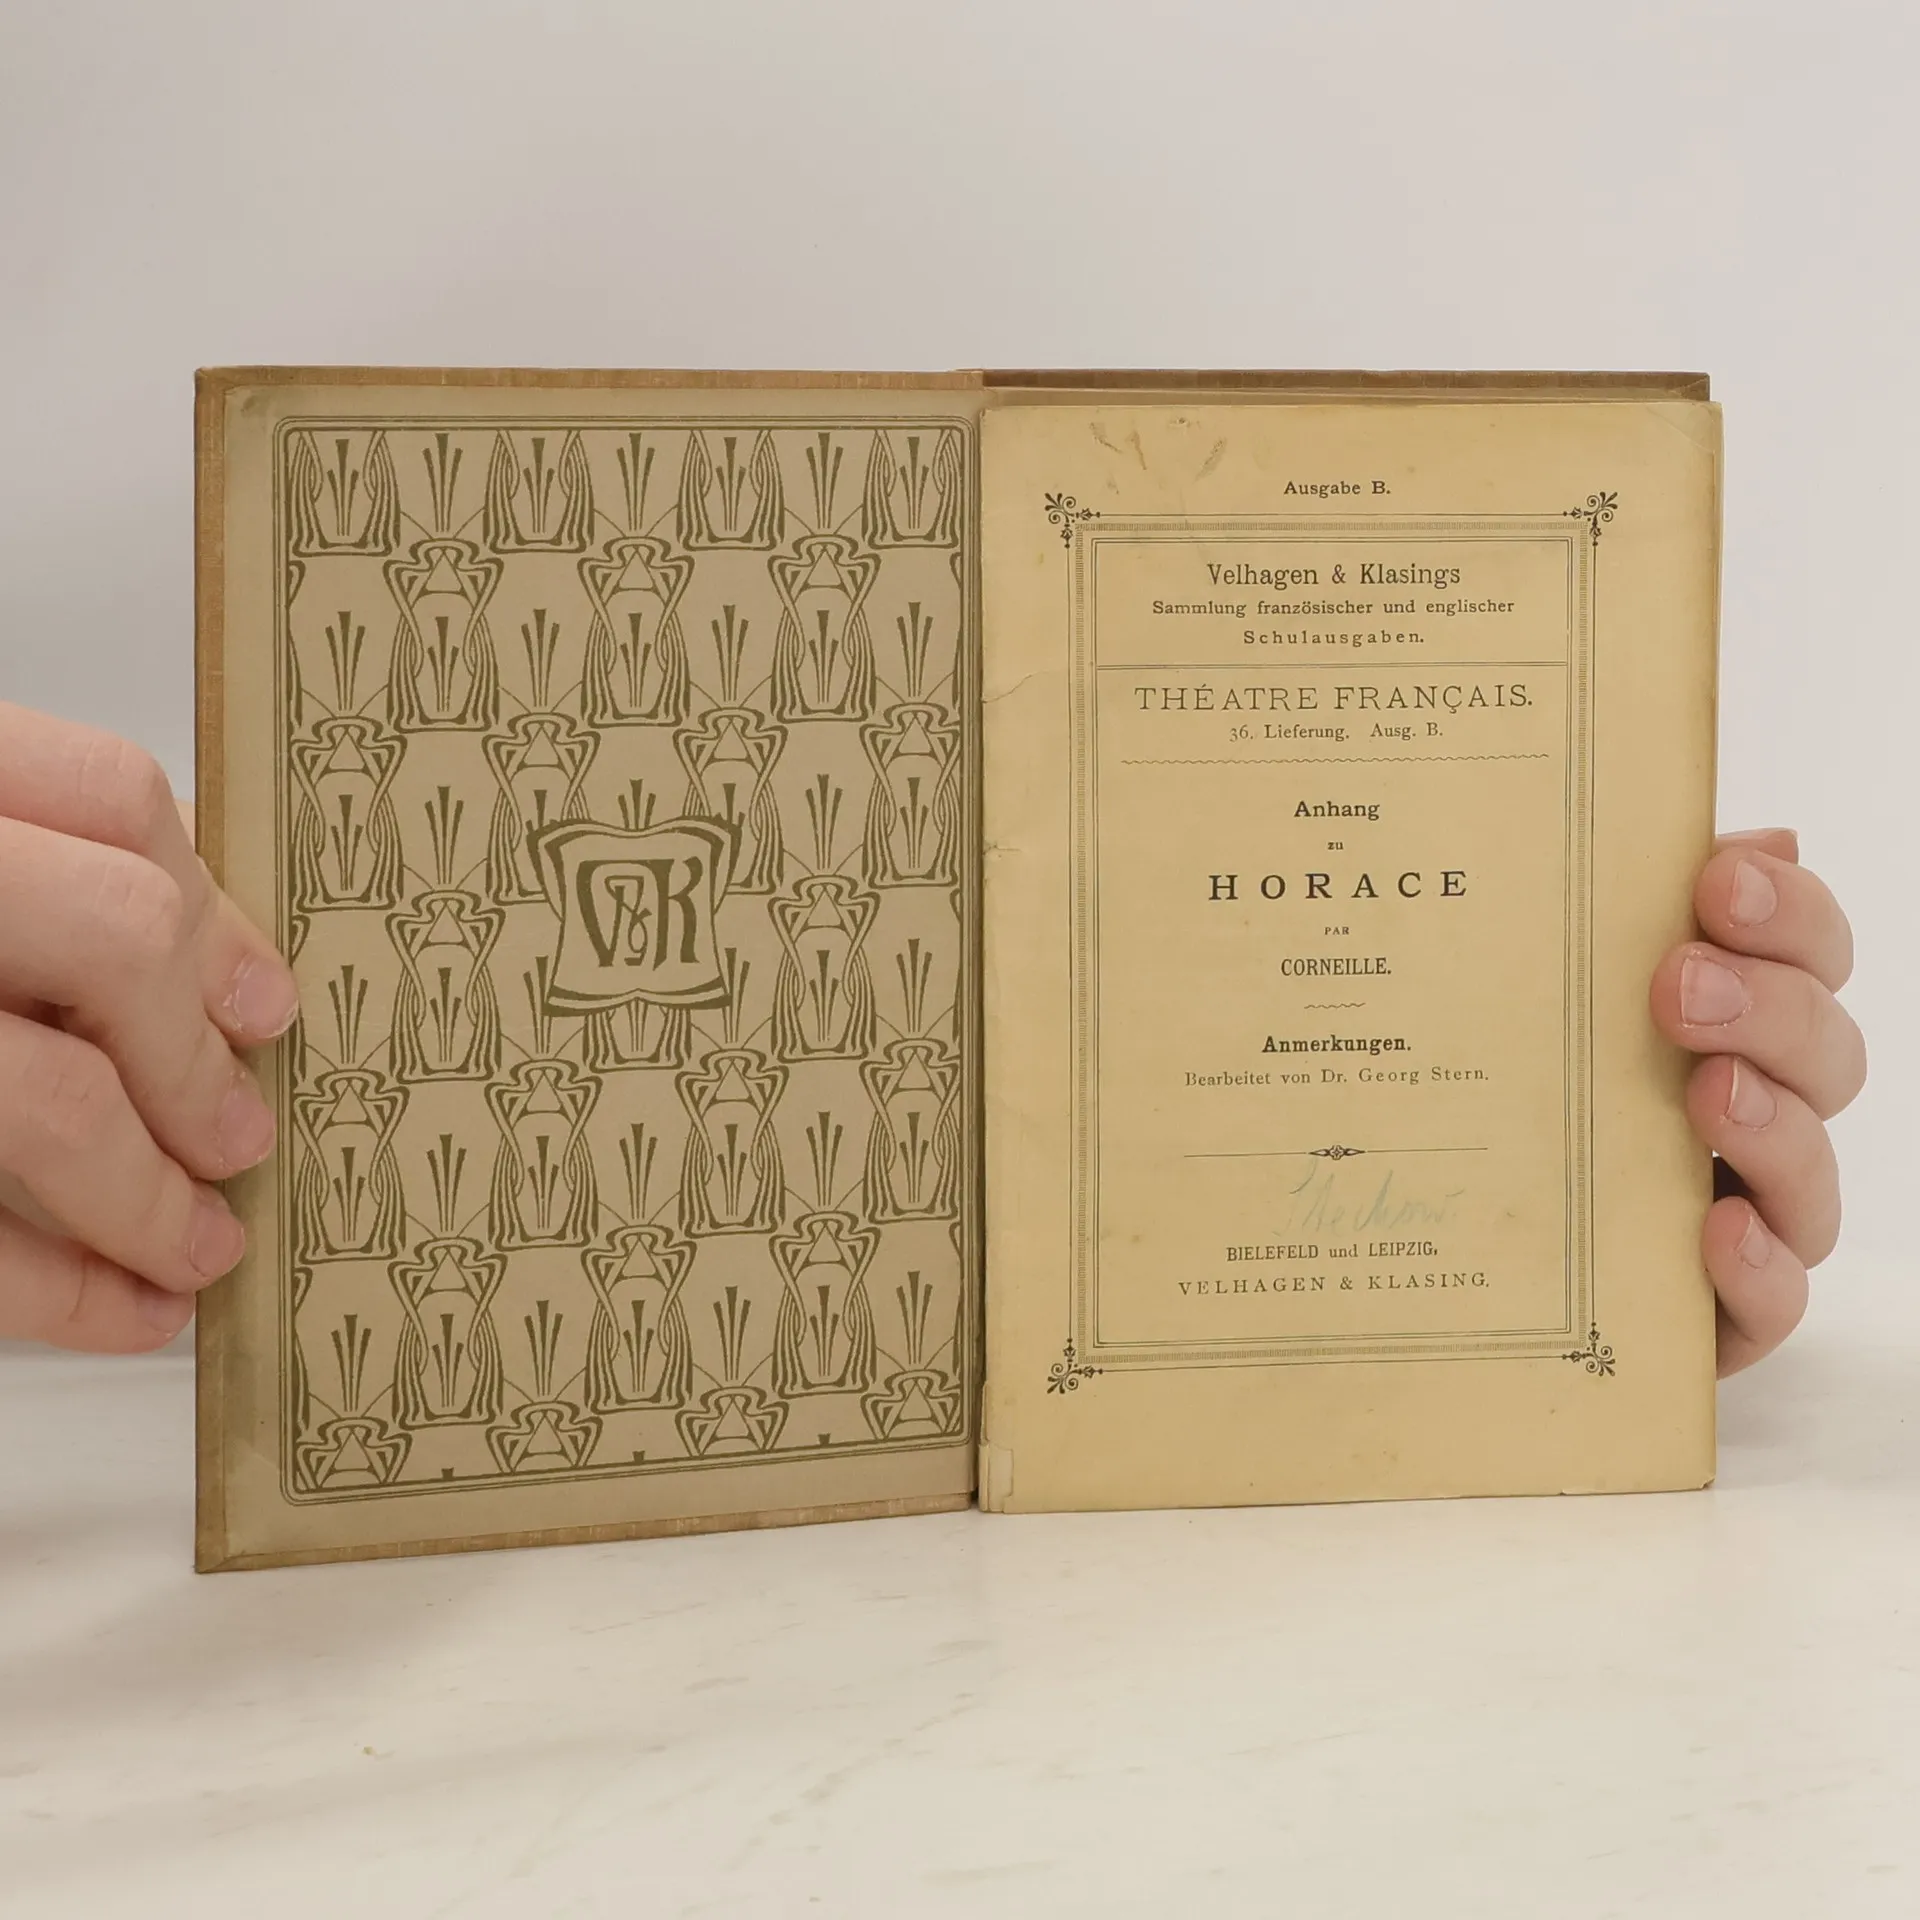 V&K
Ausgabe B.
Velhagen & Klasings
Sammlung französischer und englischer
Schulausgaben.
THÉATRE FRANÇAIS.
36. Lieferung. Ausg. B.
Anhang
zu
HORACE
PAR
CORNEILLE.
Anmerkungen.
Bearbeitet von Dr. Georg Stern.
BIELEFELD und LEIPZIG,
VELHAGEN & KLASING.